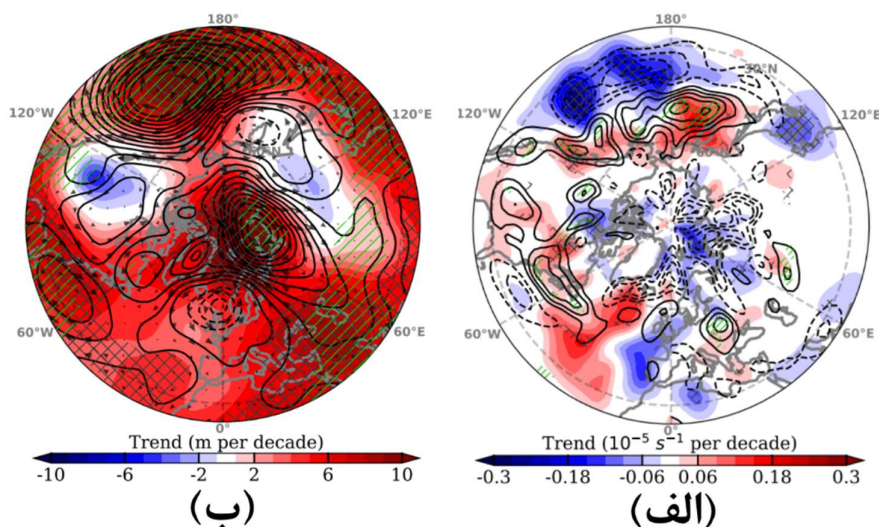 180°
30°N
120°W
120°E
60°W
60°E
0°
Trend (m per decade)
-10 -6 -2 2 6 10
(ب)
180°
30°N
120°W
120°E
60°N
60°W
60°E
0°
Trend (10⁻⁵ s⁻¹ per decade)
-0.3 -0.18 -0.06 0.06 0.18 0.3
(الف)